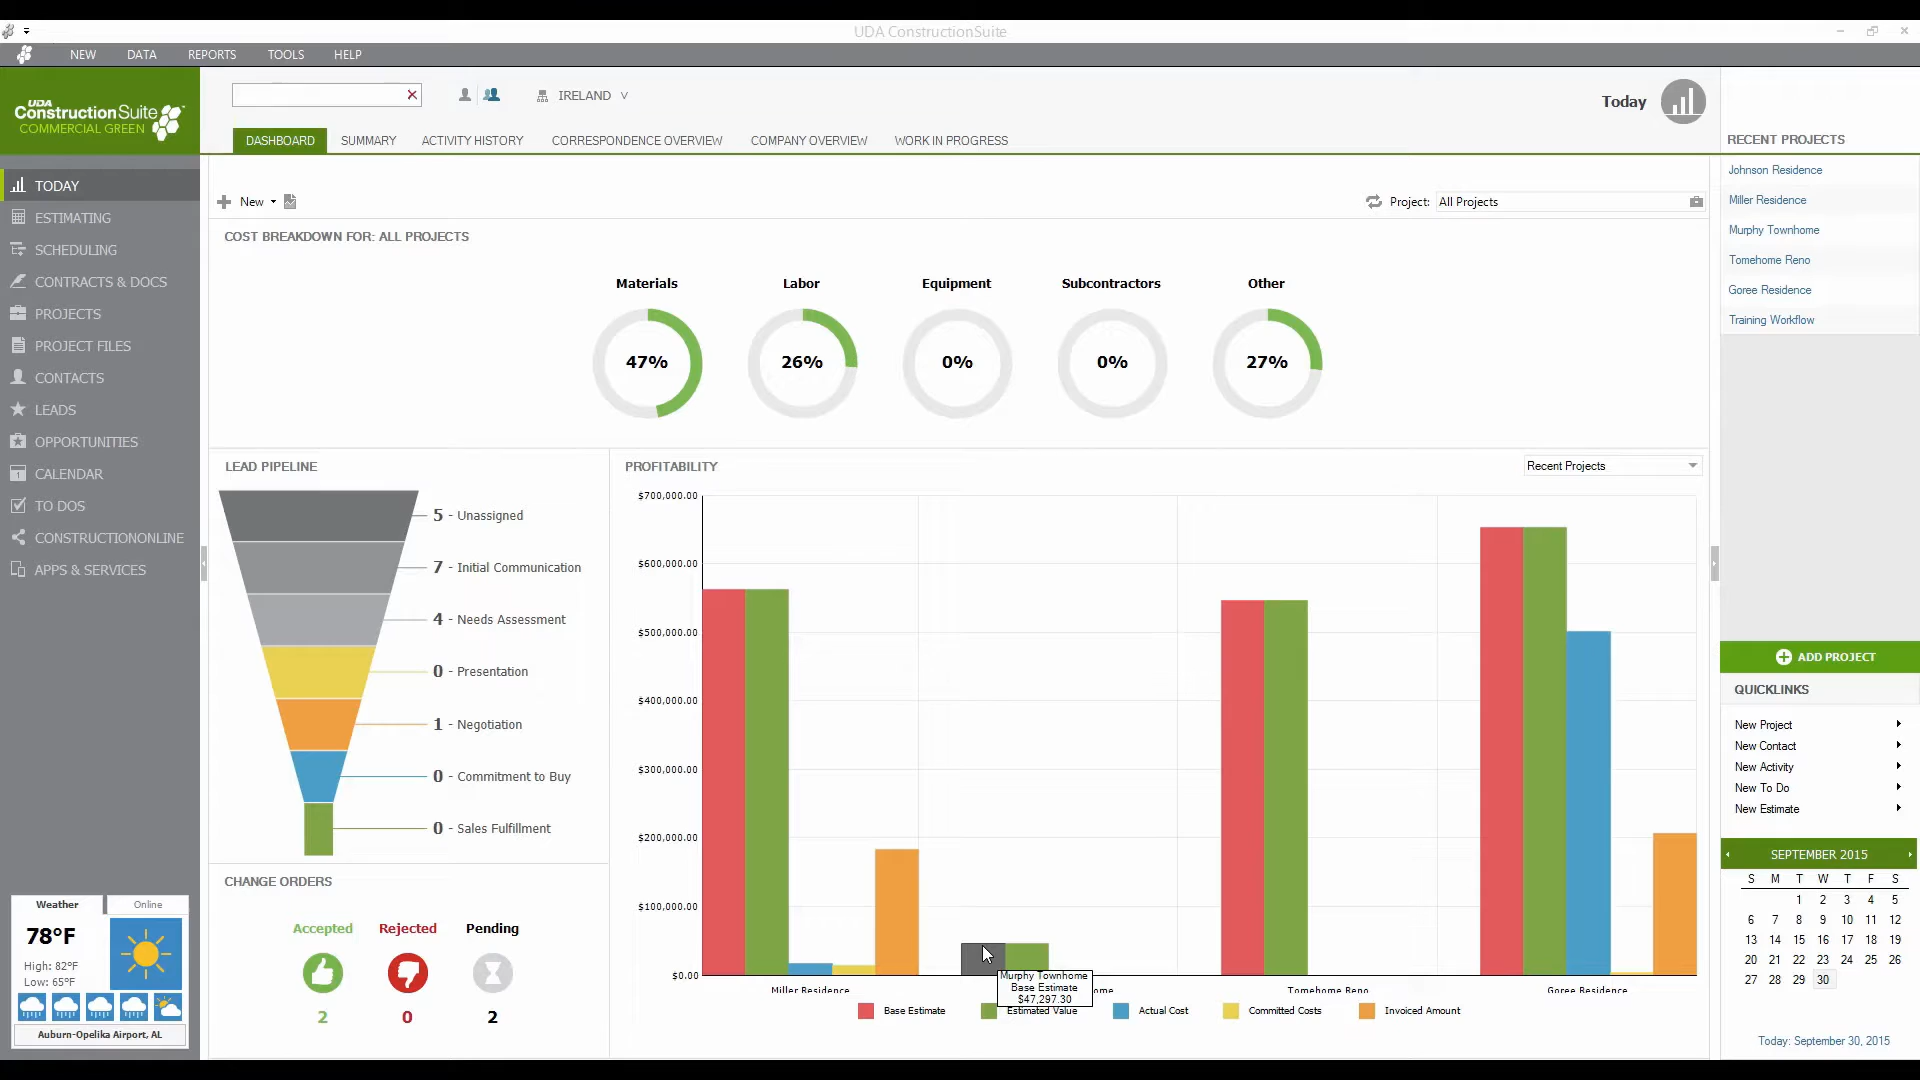 UDA ConstructionSuite
NEW DATA REPORTS TOOLS HELP
UDA
ConstructionSuite
COMMERCIAL GREEN
IRELAND
Today
DASHBOARD SUMMARY ACTIVITY HISTORY CORRESPONDENCE OVERVIEW COMPANY OVERVIEW WORK IN PROGRESS
TODAY
ESTIMATING
SCHEDULING
CONTRACTS & DOCS
PROJECTS
PROJECT FILES
CONTACTS
LEADS
OPPORTUNITIES
CALENDAR
TO DOS
CONSTRUCTIONONLINE
APPS & SERVICES
Weather Online
78°F
High: 82°F
Low: 65°F
Auburn-Opelika Airport, AL
New
Project: All Projects
COST BREAKDOWN FOR: ALL PROJECTS
Materials Labor Equipment Subcontractors Other
47% 26% 0% 0% 27%
LEAD PIPELINE
5 - Unassigned
7 - Initial Communication
4 - Needs Assessment
0 - Presentation
1 - Negotiation
0 - Commitment to Buy
0 - Sales Fulfillment
CHANGE ORDERS
Accepted Rejected Pending
2 0 2
PROFITABILITY
Recent Projects
$700,000.00
$600,000.00
$500,000.00
$400,000.00
$300,000.00
$200,000.00
$100,000.00
$0.00
Murphy Townhome
Base Estimate
$47,297.30
Miller Residence ome Tomehome Reno Goree Residence
Base Estimate Estimated Value Actual Cost Committed Costs Invoiced Amount
RECENT PROJECTS
Johnson Residence
Miller Residence
Murphy Townhome
Tomehome Reno
Goree Residence
Training Workflow
ADD PROJECT
QUICKLINKS
New Project
New Contact
New Activity
New To Do
New Estimate
SEPTEMBER 2015
S M T W T F S
1 2 3 4 5
6 7 8 9 10 11 12
13 14 15 16 17 18 19
20 21 22 23 24 25 26
27 28 29 30
Today: September 30, 2015